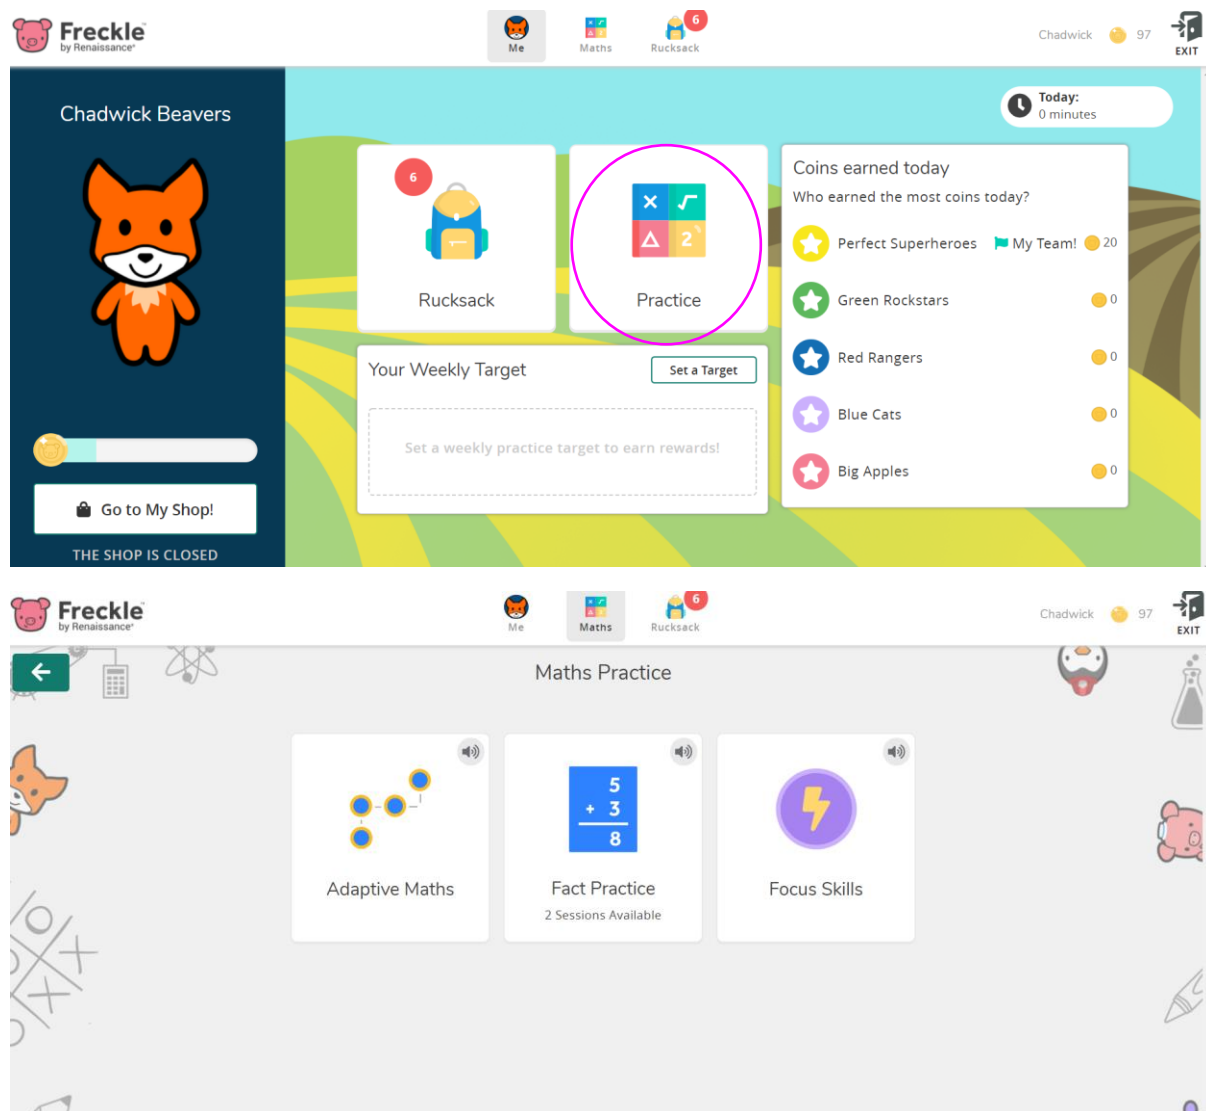 Freckle
by Renaissance
Me
Maths
6
Rucksack
Chadwick 97
EXIT
Chadwick Beavers
Today:
0 minutes
6
Rucksack
× √
△ 2
Practice
Coins earned today
Who earned the most coins today?
Perfect Superheroes My Team! 20
Green Rockstars 0
Red Rangers 0
Blue Cats 0
Big Apples 0
Your Weekly Target
Set a Target
Set a weekly practice target to earn rewards!
Go to My Shop!
THE SHOP IS CLOSED
Freckle
by Renaissance
Me
Maths
6
Rucksack
Chadwick 97
EXIT
Maths Practice
Adaptive Maths
5
+ 3
8
Fact Practice
2 Sessions Available
Focus Skills